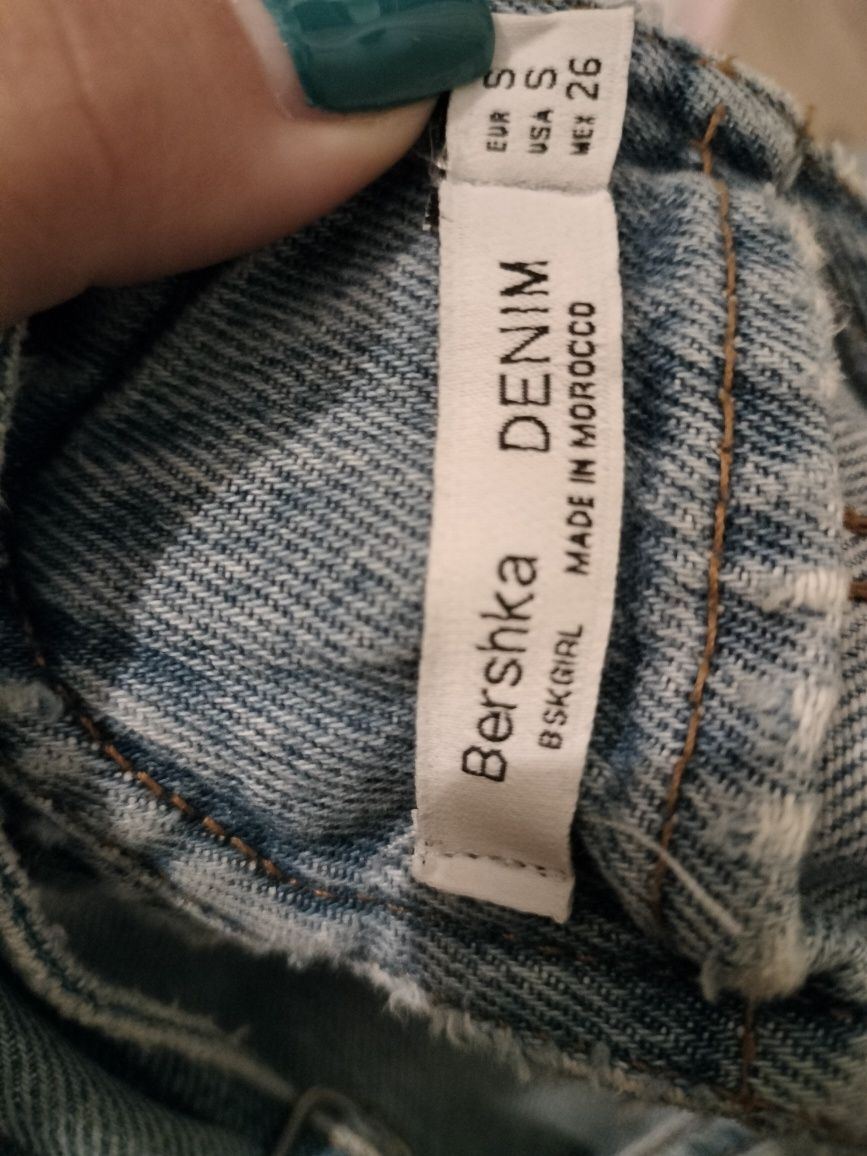 EUR S
USA S
MEX 26
Bershka DENIM
BSKGIRL MADE IN MOROCCO